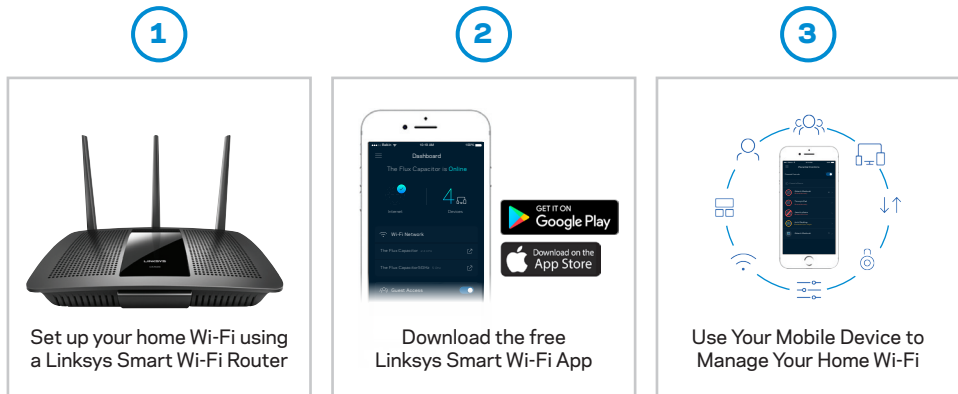 1
2
3
LINKSYS
Dashboard
The Flux Capacitor is Online
4
Internet
Devices
Wi-Fi Network
The Flux Capacitor
Guest Access
GET IT ON
Google Play
Download on the
App Store
Set up your home Wi-Fi using
a Linksys Smart Wi-Fi Router
Download the free
Linksys Smart Wi-Fi App
Use Your Mobile Device to
Manage Your Home Wi-Fi